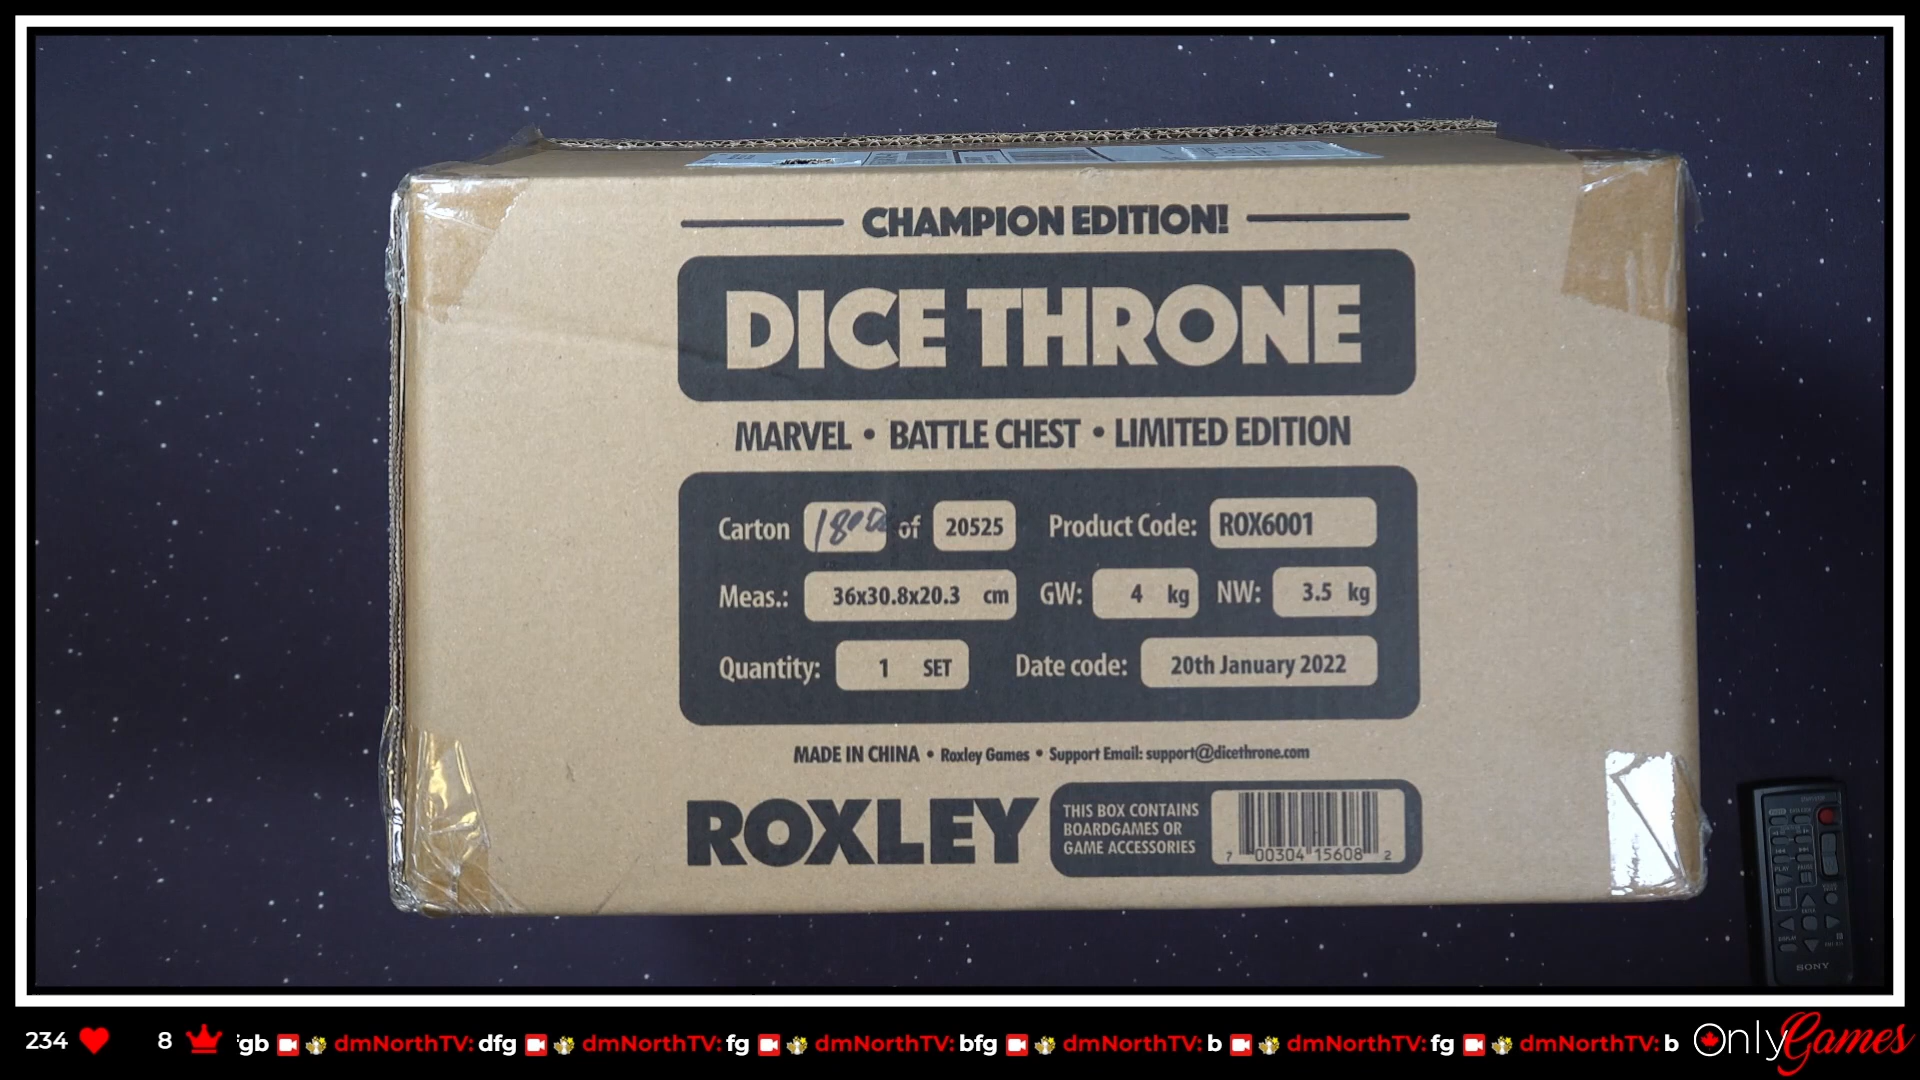 CHAMPION EDITION!
DICE THRONE
MARVEL • BATTLE CHEST • LIMITED EDITION
Carton of 20525 Product Code: ROX6001
Meas.: 36x30.8x20.3 cm GW: 4 kg NW: 3.5 kg
Quantity: 1 SET Date code: 20th January 2022
MADE IN CHINA • Roxley Games • Support Email: support@dicethrone.com
ROXLEY
THIS BOX CONTAINS
BOARDGAMES OR
GAME ACCESSORIES
7 00304 15608 2
SONY
234 8 gb dmNorthTV: dfg dmNorthTV: fg dmNorthTV: bfg dmNorthTV: b dmNorthTV: fg dmNorthTV: b
OnlyGames